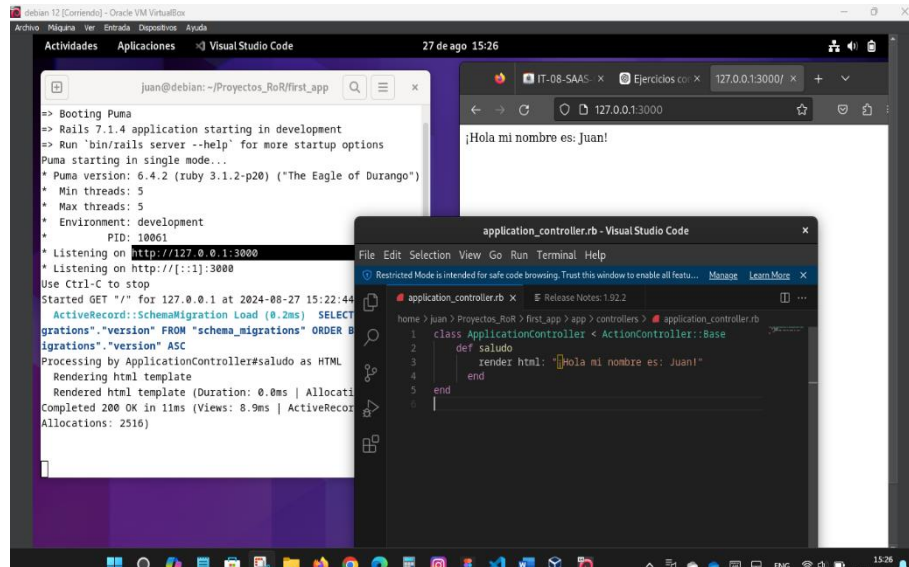 debian 12 [Corriendo] - Oracle VM VirtualBox
Archivo Máquina Ver Entrada Dispositivos Ayuda
Actividades Aplicaciones Visual Studio Code 27 de ago 15:26
juan@debian: ~/Proyectos_RoR/first_app
=> Booting Puma
=> Rails 7.1.4 application starting in development
=> Run `bin/rails server --help` for more startup options
Puma starting in single mode...
* Puma version: 6.4.2 (ruby 3.1.2-p20) ("The Eagle of Durango")
* Min threads: 5
* Max threads: 5
* Environment: development
* PID: 10061
* Listening on http://127.0.0.1:3000
* Listening on http://[::1]:3000
Use Ctrl-C to stop
Started GET "/" for 127.0.0.1 at 2024-08-27 15:22:44
ActiveRecord::SchemaMigration Load (0.2ms) SELECT
grations"."version" FROM "schema_migrations" ORDER B
igrations"."version" ASC
Processing by ApplicationController#saludo as HTML
Rendering html template
Rendered html template (Duration: 0.0ms | Allocati
Completed 200 OK in 11ms (Views: 8.9ms | ActiveRecor
Allocations: 2516)
IT-08-SAAS- Ejercicios co 127.0.0.1:3000/
127.0.0.1:3000
¡Hola mi nombre es: Juan!
application_controller.rb - Visual Studio Code
File Edit Selection View Go Run Terminal Help
Restricted Mode is intended for safe code browsing. Trust this window to enable all featu... Manage Learn More
application_controller.rb Release Notes: 1.92.2
home > juan > Proyectos_RoR > first_app > app > controllers > application_controller.rb
1 class ApplicationController < ActionController::Base
2 def saludo
3 render html: "¡Hola mi nombre es: Juan!"
4 end
5 end
6
ENG 15:26